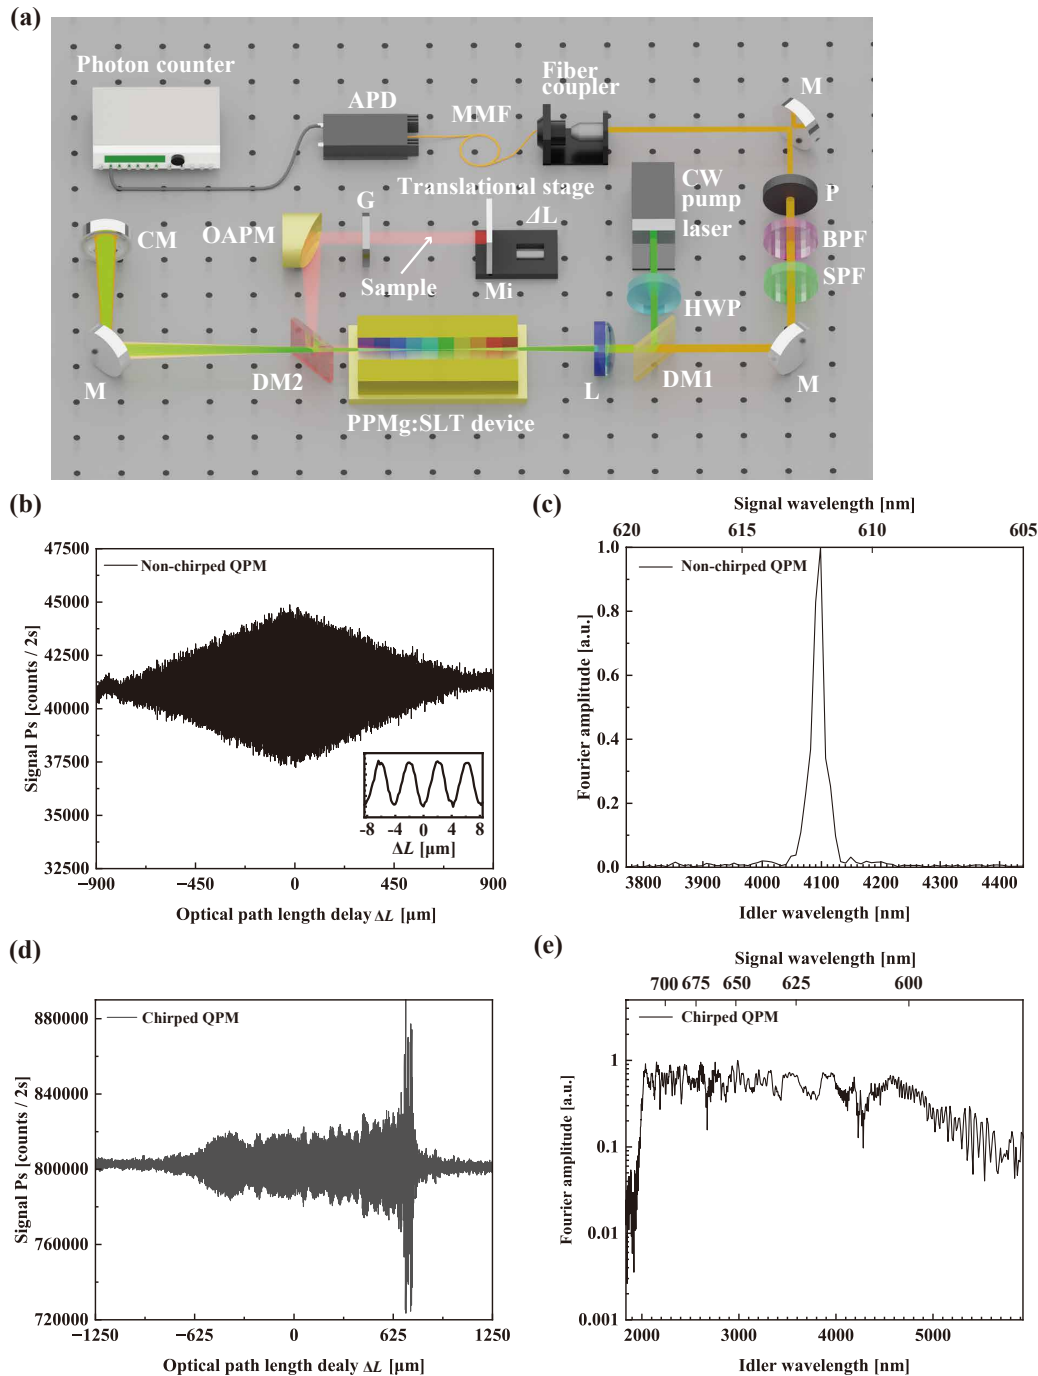 (a)
Photon counter
APD
MMF
Fiber
coupler
M
CM
OAPM
G
Translational stage
ΔL
Sample
Mi
CW
pump
laser
HWP
P
BPF
SPF
M
DM2
PPMg:SLT device
L
DM1
M
(b)
47500
45000
42500
40000
37500
35000
32500
Signal Ps [counts / 2s]
Non-chirped QPM
-8 -4 0 4 8
ΔL [μm]
−900 −450 0 450 900
Optical path length delay ΔL [μm]
(c)
Signal wavelength [nm]
620 615 610 605
Non-chirped QPM
1.0
0.8
0.6
0.4
0.2
0.0
Fourier amplitude [a.u.]
3800 3900 4000 4100 4200 4300 4400
Idler wavelength [nm]
(d)
880000
840000
800000
760000
720000
Signal Ps [counts / 2s]
Chirped QPM
−1250 −625 0 625 1250
Optical path length dealy ΔL [μm]
(e)
Signal wavelength [nm]
700 675 650 625 600
Chirped QPM
1
0.1
0.01
0.001
Fourier amplitude [a.u.]
2000 3000 4000 5000
Idler wavelength [nm]